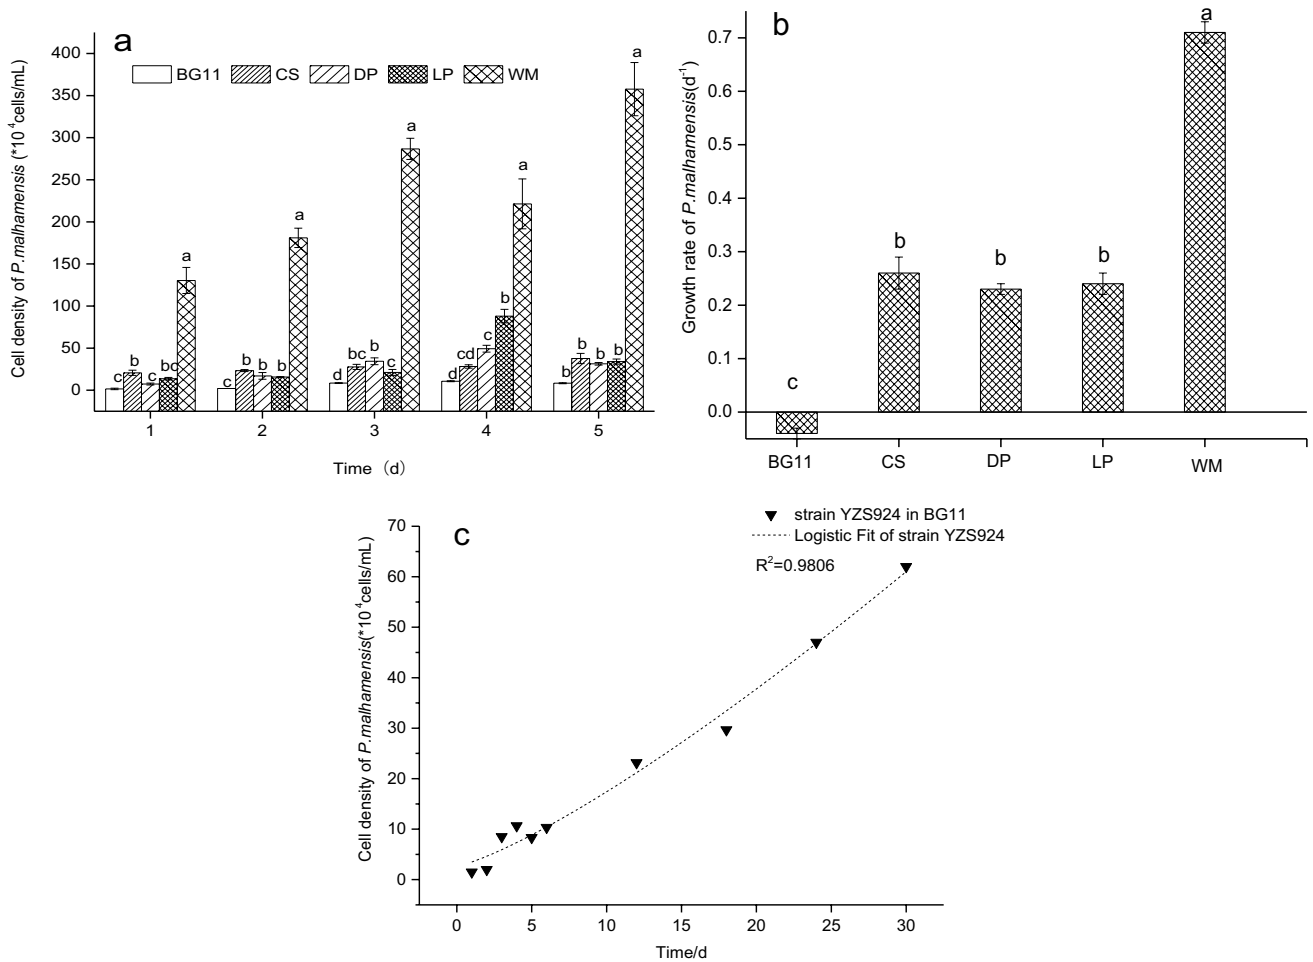 a
Cell density of P.malhamensis (*10 4cells/mL)
BG11 CS DP LP WM
400
350
300
250
200
150
100
50
0
c b c bc a
c b b b a
d bc b c a
d cd c b a
b b b b a
1 2 3 4 5
Time (d)
b
Growth rate of P.malhamensis(d-1)
0.7
0.6
0.5
0.4
0.3
0.2
0.1
0.0
c b b b a
BG11 CS DP LP WM
c
strain YZS924 in BG11
Logistic Fit of strain YZS924
R2=0.9806
Cell density of P.malhamensis(*10 4cells/mL)
70
60
50
40
30
20
10
0
0 5 10 15 20 25 30
Time/d